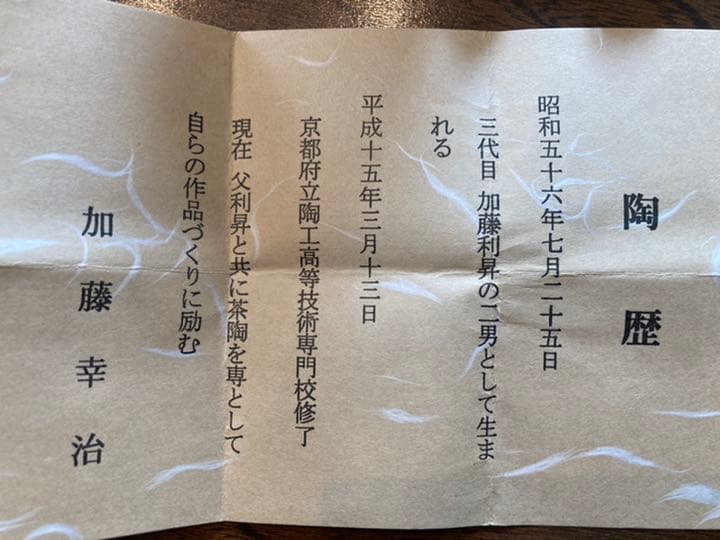 陶歴
昭和五十六年七月二十五日
三代目 加藤利昇の二男として生ま
れる
平成十五年三月十三日
京都府立陶工高等技術専門校修了
現在 父利昇と共に茶陶を専として
自らの作品づくりに励む
加藤幸治